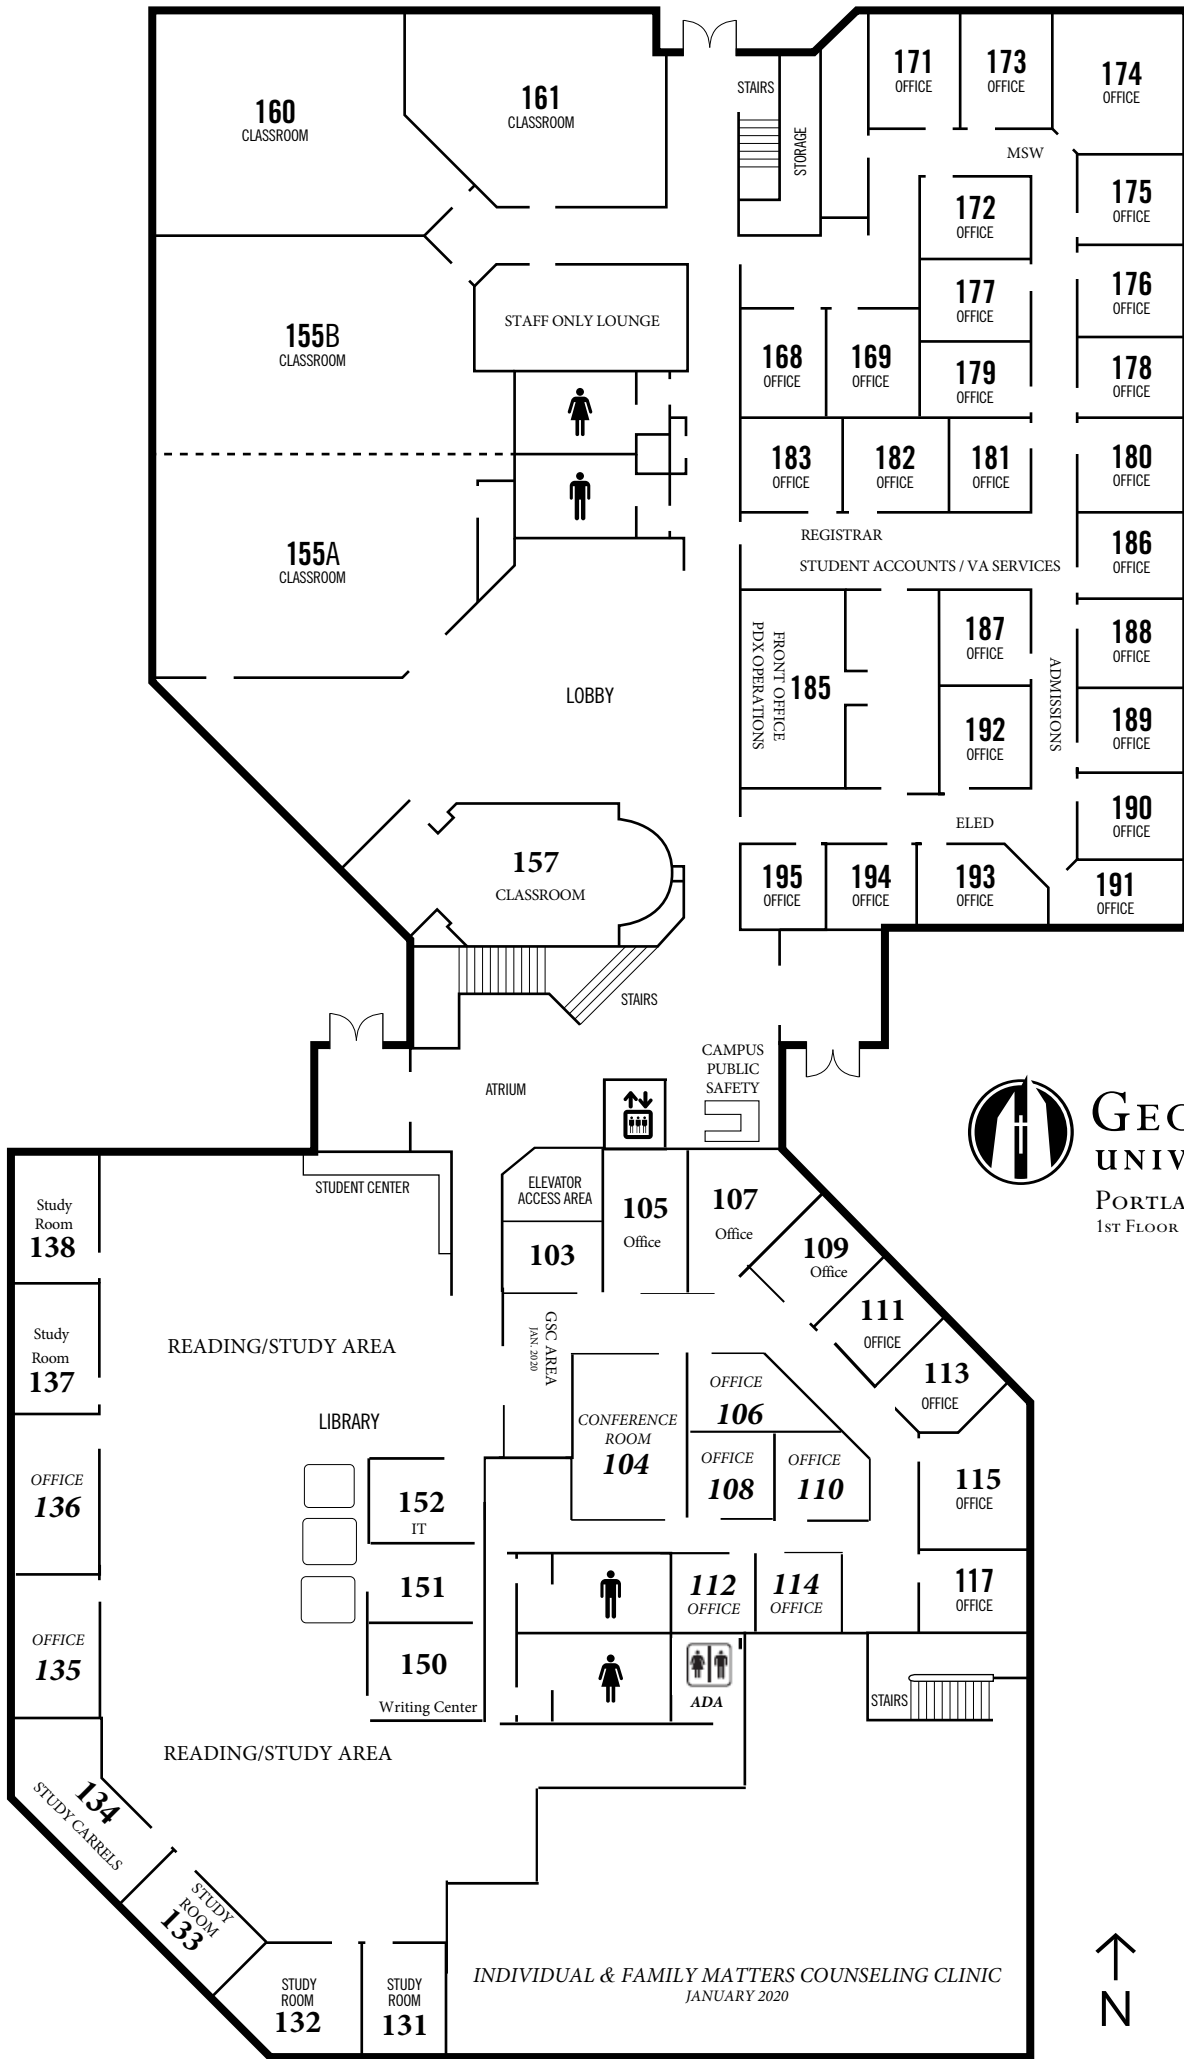 160
CLASSROOM
161
CLASSROOM
STAIRS
STORAGE
171
OFFICE
173
OFFICE
174
OFFICE
MSW
172
OFFICE
175
OFFICE
155B
CLASSROOM
STAFF ONLY LOUNGE
177
OFFICE
176
OFFICE
168
OFFICE
169
OFFICE
179
OFFICE
178
OFFICE
183
OFFICE
182
OFFICE
181
OFFICE
180
OFFICE
155A
CLASSROOM
REGISTRAR
STUDENT ACCOUNTS / VA SERVICES
186
OFFICE
LOBBY
FRONT OFFICE
PDX OPERATIONS
185
187
OFFICE
ADMISSIONS
188
OFFICE
192
OFFICE
189
OFFICE
190
OFFICE
ELED
157
CLASSROOM
195
OFFICE
194
OFFICE
193
OFFICE
191
OFFICE
STAIRS
CAMPUS
PUBLIC
SAFETY
ATRIUM
GEO
UNIV
PORTLA
1ST FLOOR
STUDENT CENTER
ELEVATOR
ACCESS AREA
105
Office
107
Office
103
109
Office
Study
Room
138
GSC AREA
JAN. 2020
111
OFFICE
Study
Room
137
READING/STUDY AREA
113
OFFICE
OFFICE
106
LIBRARY
CONFERENCE
ROOM
104
OFFICE
108
OFFICE
110
OFFICE
136
152
IT
115
OFFICE
151
112
OFFICE
114
OFFICE
117
OFFICE
OFFICE
135
150
Writing Center
ADA
STAIRS
READING/STUDY AREA
134
STUDY CARRELS
STUDY
ROOM
133
STUDY
ROOM
132
STUDY
ROOM
131
INDIVIDUAL & FAMILY MATTERS COUNSELING CLINIC
JANUARY 2020
N